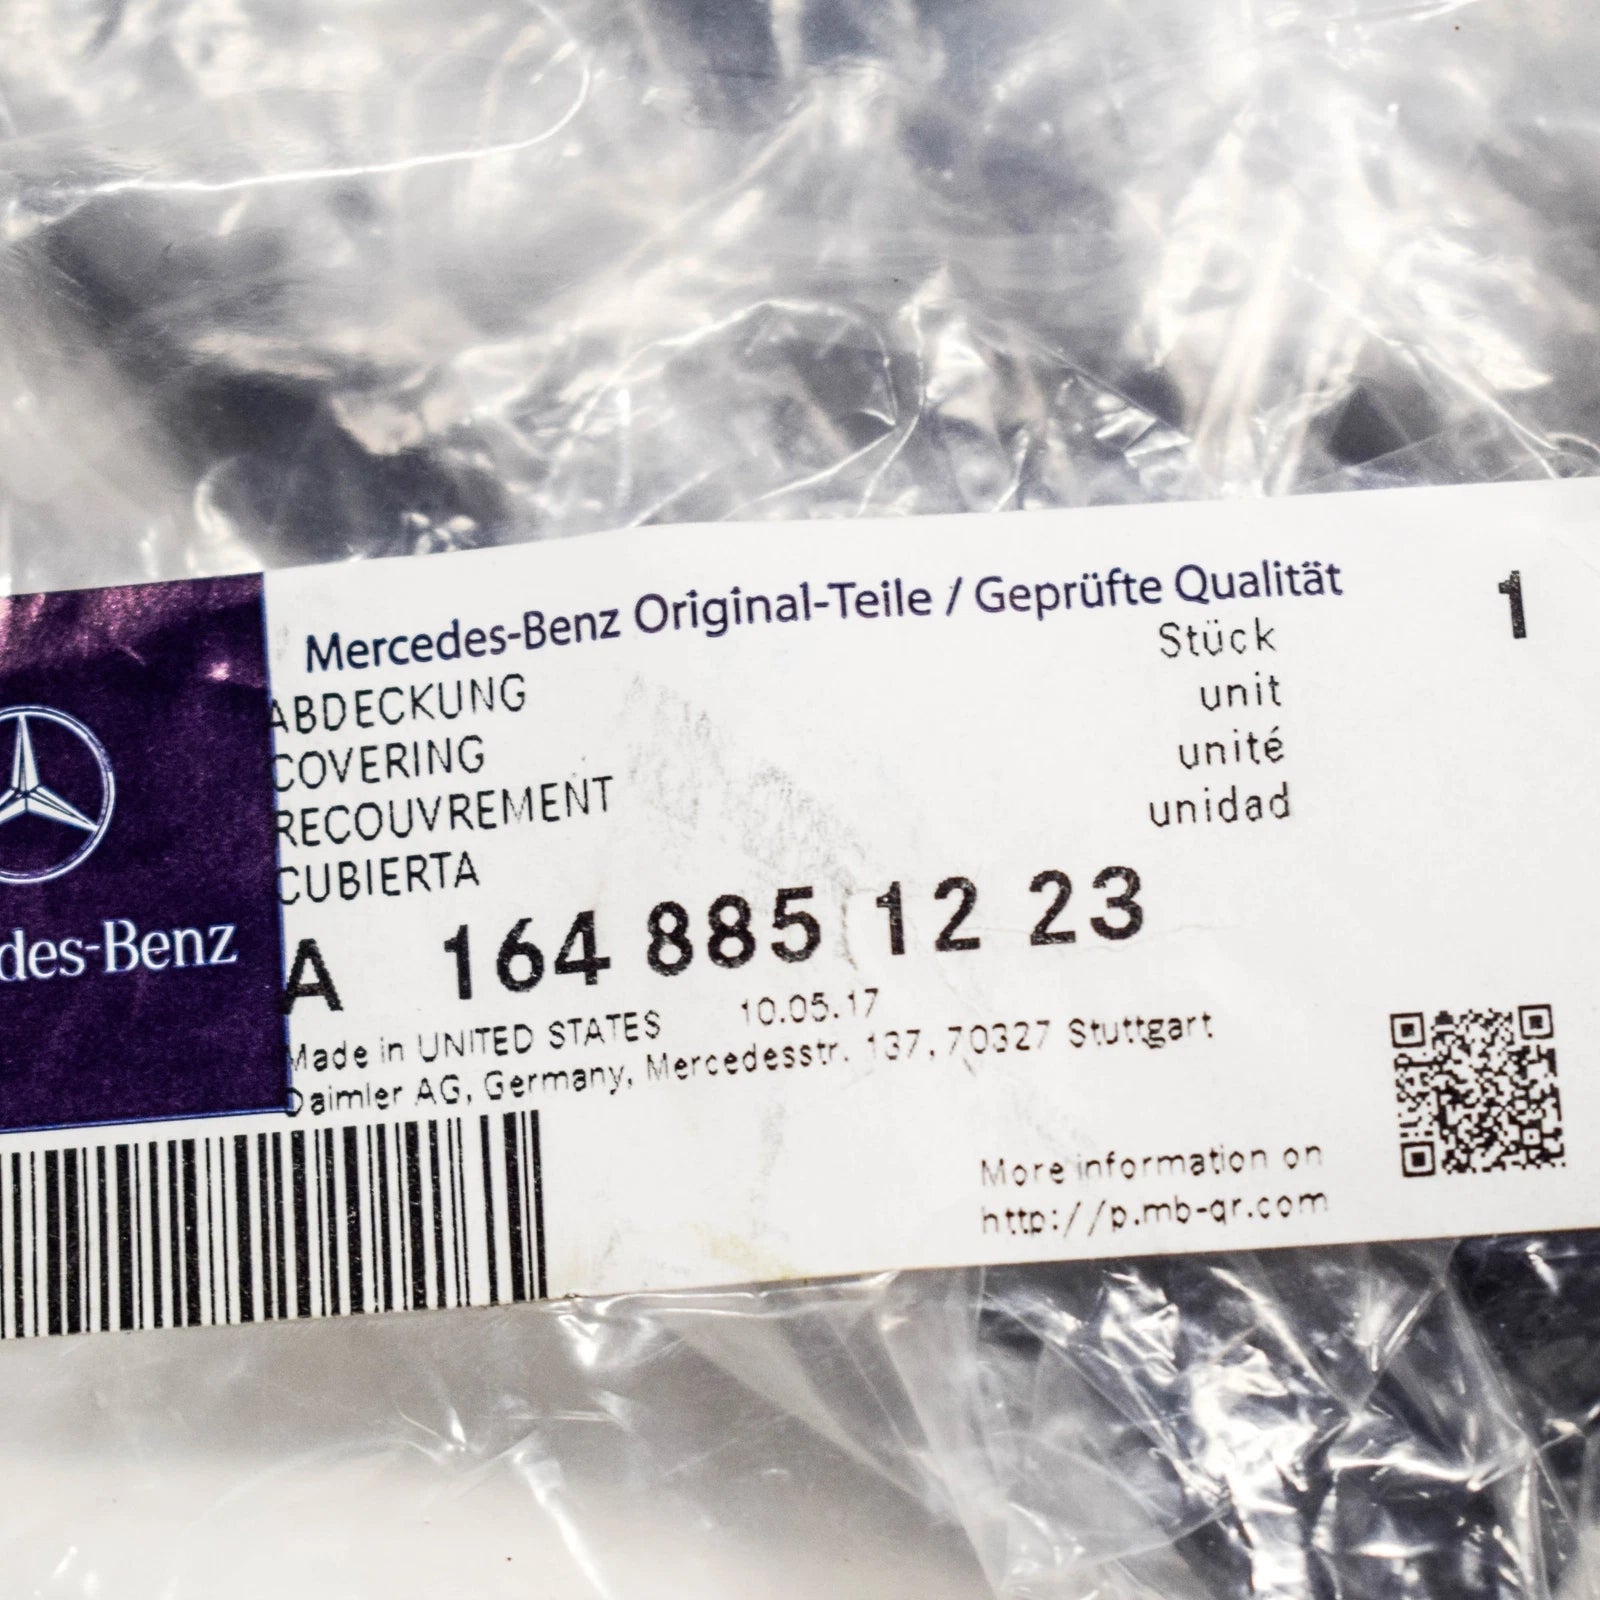 Mercedes-Benz Original-Teile / Geprüfte Qualität
Stück 1
unit
unité
unidad
ABDECKUNG
COVERING
RECOUVREMENT
CUBIERTA
des-Benz
A 164 885 12 23
Made in UNITED STATES 10.05.17
Daimler AG, Germany, Mercedesstr. 137, 70327 Stuttgart
More information on
http://p.mb-qr.com